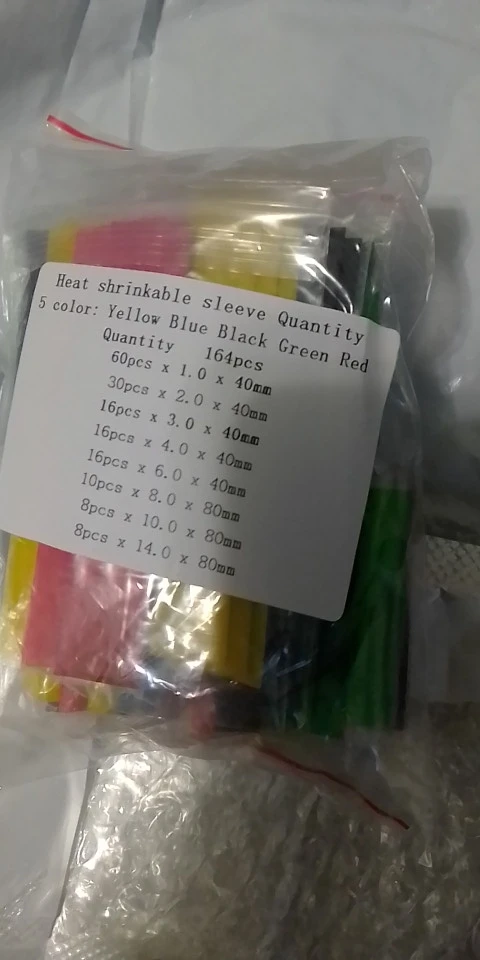 Heat shrinkable sleeve Quantity
5 color: Yellow Blue Black Green Red
Quantity 164pcs
60pcs x 1.0 x 40mm
30pcs x 2.0 x 40mm
16pcs x 3.0 x 40mm
16pcs x 4.0 x 40mm
16pcs x 6.0 x 40mm
10pcs x 8.0 x 80mm
8pcs x 10.0 x 80mm
8pcs x 14.0 x 80mm